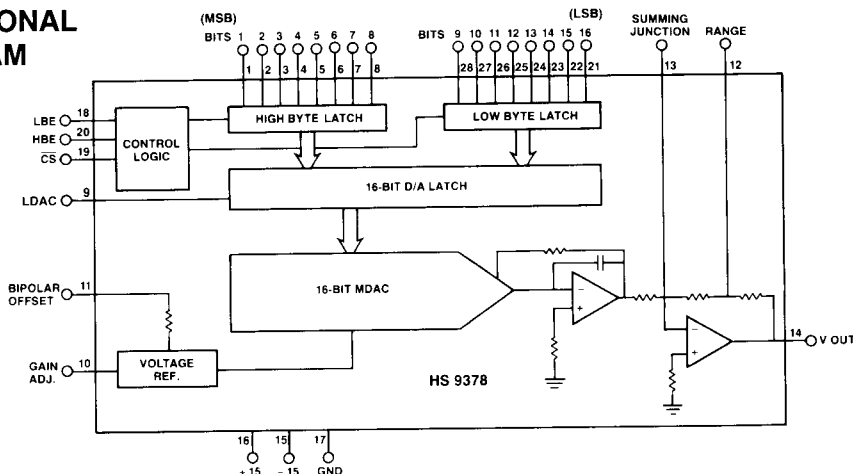 ONAL
AM
(MSB)
BITS 1 2 3 4 5 6 7 8
1 2 3 4 5 6 7 8
(LSB)
BITS 9 10 11 12 13 14 15 16
28 27 26 25 24 23 22 21
SUMMING JUNCTION
13
RANGE
12
LBE 18
HBE 20
CS 19
CONTROL
LOGIC
HIGH BYTE LATCH
LOW BYTE LATCH
LDAC 9
16-BIT D/A LATCH
BIPOLAR
OFFSET
11
16-BIT MDAC
GAIN
ADJ.
10
VOLTAGE
REF.
HS 9378
−
+
−
+
14 V OUT
16 15 17
+15 −15 GND